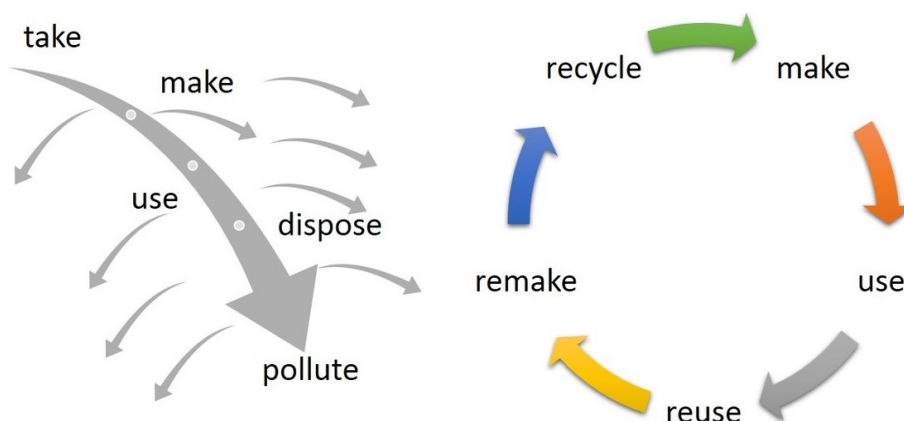 take
make
use
dispose
pollute
recycle
make
use
reuse
remake